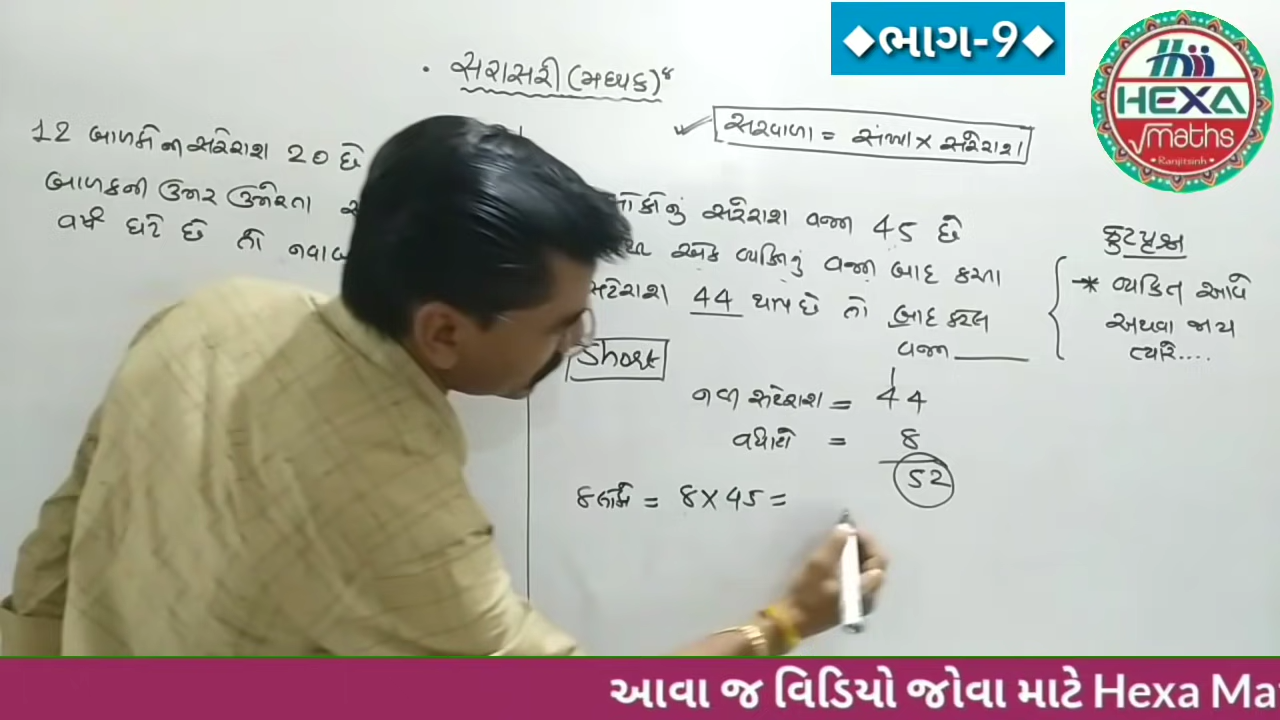 ◆ભાગ-9◆
HEXA
maths
Ranjitsinh
• સરાસરી (મધ્યક)
સરવાળા = સંખ્યા × સરેરાશ
12 બાળકોની સરેરાશ 20 છે
બાળકની ઉંમર ઉમેરતા
વર્ષ ઘટે છે તો નવા
સરેરાશ વજન 45 છે
એક વ્યક્તિનું વજન બાદ કરતા
સરેરાશ 44 થાય છે તો બાદ કરેલ
વજન
કુટપ્રશ્ન
* વ્યક્તિ આવે
અથવા જાય
ત્યારે....
Short
નવી સરેરાશ = 44
વધારો = 8
52
8 × 45 =
આવા જ વિડિયો જોવા માટે Hexa Ma